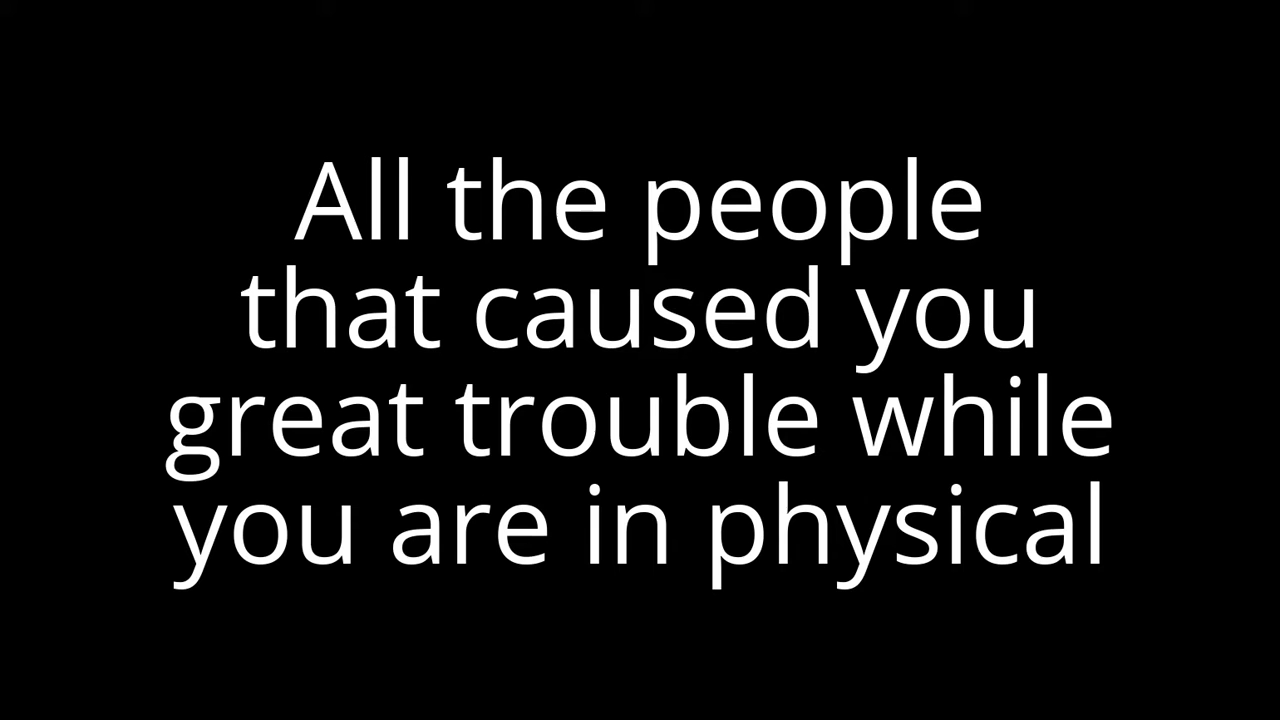 All the people
that caused you
great trouble while
you are in physical